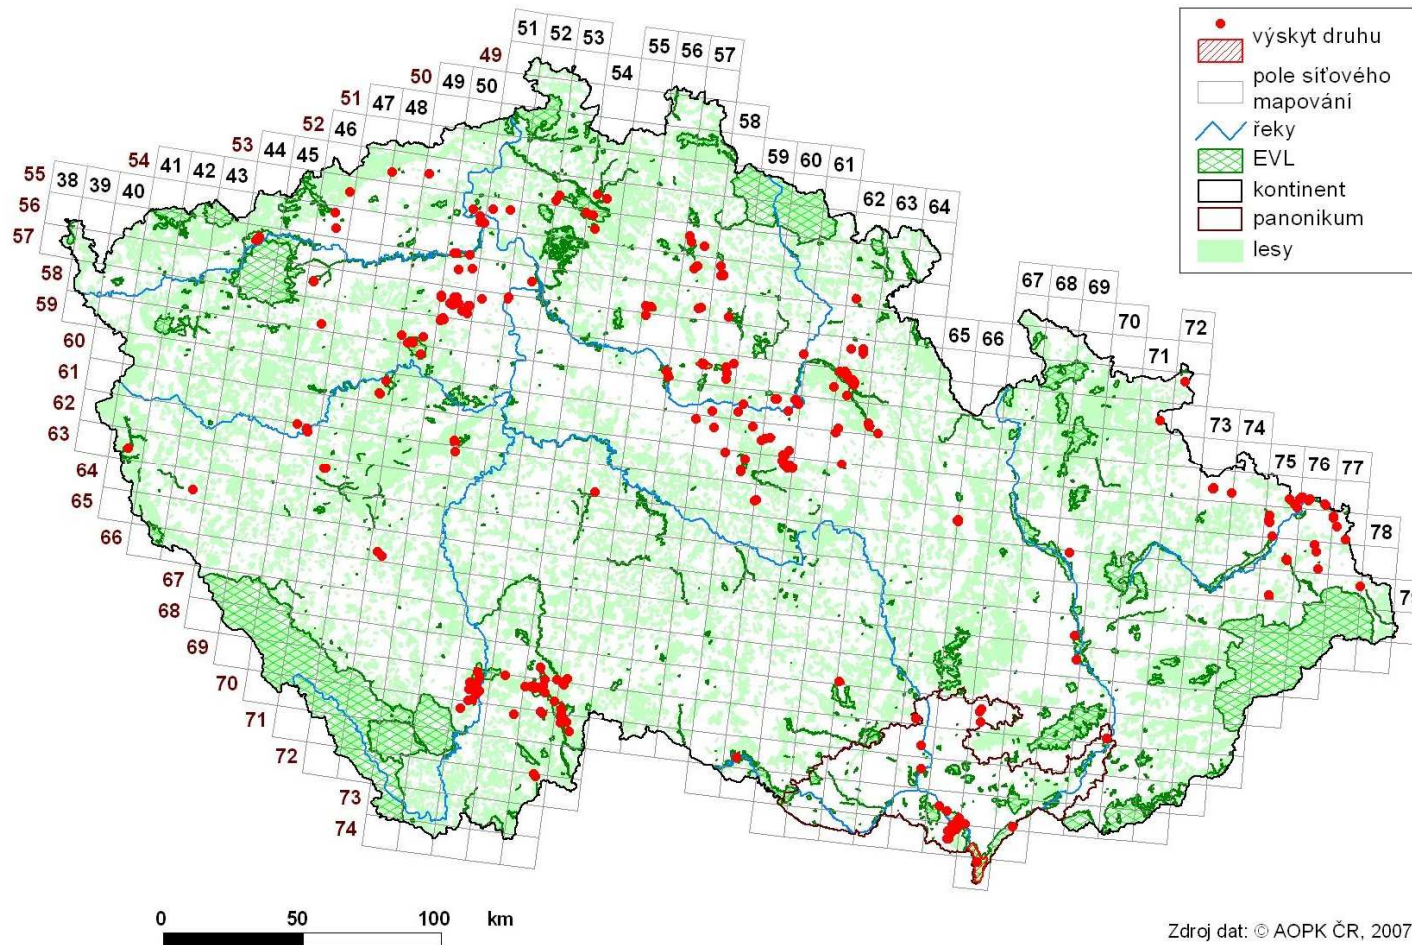 51 52 53 55 56 57
49 54
50 49 50
51 47 48 58
52 46 59 60 61
53 44 45
54 41 42 43
55 38 39 40 62 63 64
56
57
58 67 68 69
59 70 72
60 65 66 71
61
62
63 73 74
64 75 76 77
65
66 78
67
68
69
70
71
72
73
74
výskyt druhu
pole síťového
mapování
řeky
EVL
kontinent
panonikum
lesy
0 50 100 km
Zdroj dat: © AOPK ČR, 2007